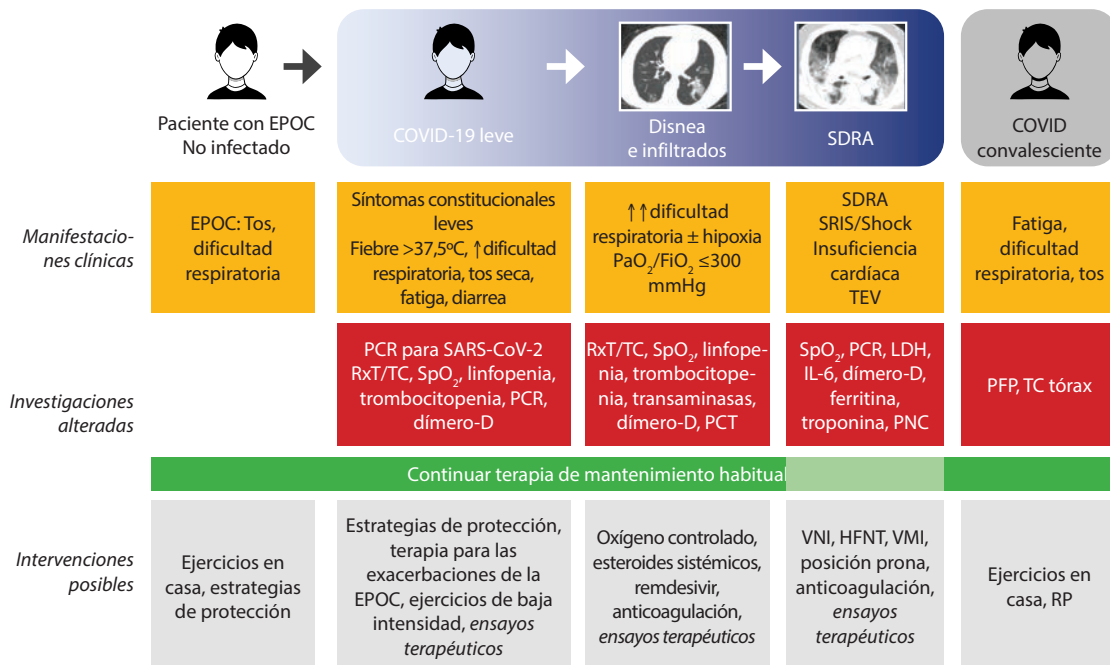 Paciente con EPOC
No infectado
COVID-19 leve
Disnea
e infiltrados
SDRA
COVID
convalesciente
Manifestacio-
nes clínicas
EPOC: Tos,
dificultad
respiratoria
Síntomas constitucionales
leves
Fiebre >37,5ºC, ↑dificultad
respiratoria, tos seca,
fatiga, diarrea
↑↑dificultad
respiratoria ± hipoxia
PaO₂/FiO₂ ≤300
mmHg
SDRA
SRIS/Shock
Insuficiencia
cardíaca
TEV
Fatiga,
dificultad
respiratoria, tos
Investigaciones
alteradas
PCR para SARS-CoV-2
RxT/TC, SpO₂, linfopenia,
trombocitopenia, PCR,
dímero-D
RxT/TC, SpO₂, linfope-
nia, trombocitope-
nia, transaminasas,
dímero-D, PCT
SpO₂, PCR, LDH,
IL-6, dímero-D,
ferritina,
troponina, PNC
PFP, TC tórax
Continuar terapia de mantenimiento habitual
Intervenciones
posibles
Ejercicios en
casa, estrategias
de protección
Estrategias de protección,
terapia para las
exacerbaciones de la
EPOC, ejercicios de baja
intensidad, ensayos
terapéuticos
Oxígeno controlado,
esteroides sistémicos,
remdesivir,
anticoagulación,
ensayos terapéuticos
VNI, HFNT, VMI,
posición prona,
anticoagulación,
ensayos
terapéuticos
Ejercicios en
casa, RP